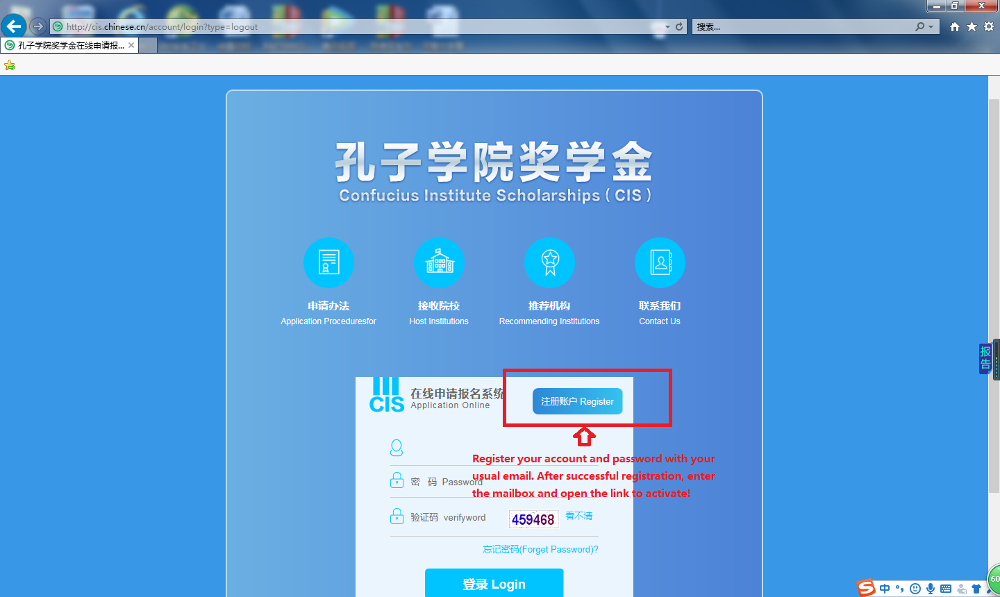 http://cis.chinese.cn/account/login?type=logout
搜索...
孔子学院奖学金在线申请报...
孔子学院奖学金
Confucius Institute Scholarships ( CIS )
申请办法
Application Proceduresfor
接收院校
Host Institutions
推荐机构
Recommending Institutions
联系我们
Contact Us
报告
CIS
在线申请报名系统
Application Online
注册账户 Register
Register your account and password with your
usual email. After successful registration, enter
the mailbox and open the link to activate!
密 码 Password
验证码 verifyword
459468
看不清
忘记密码(Forget Password)?
登录 Login
中
60